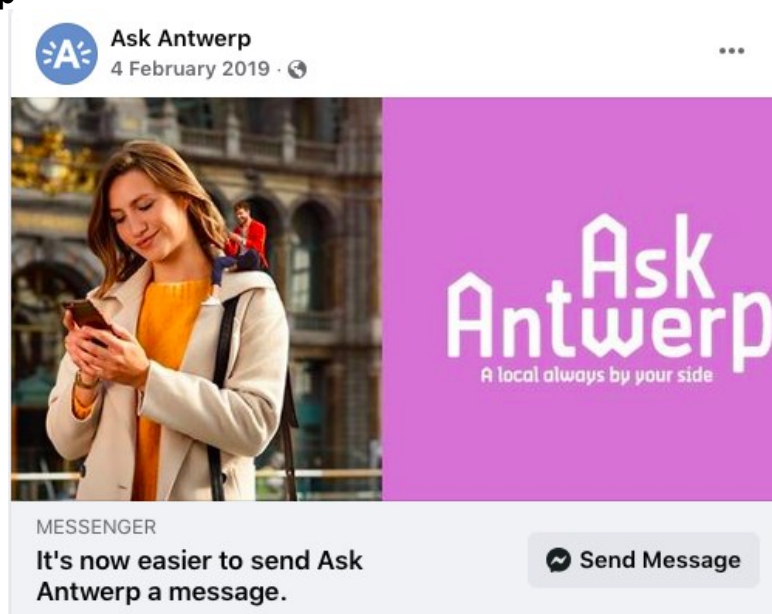 p
Ask Antwerp
4 February 2019 ·
Ask
Antwerp
A local always by your side
MESSENGER
It's now easier to send Ask
Antwerp a message.
Send Message